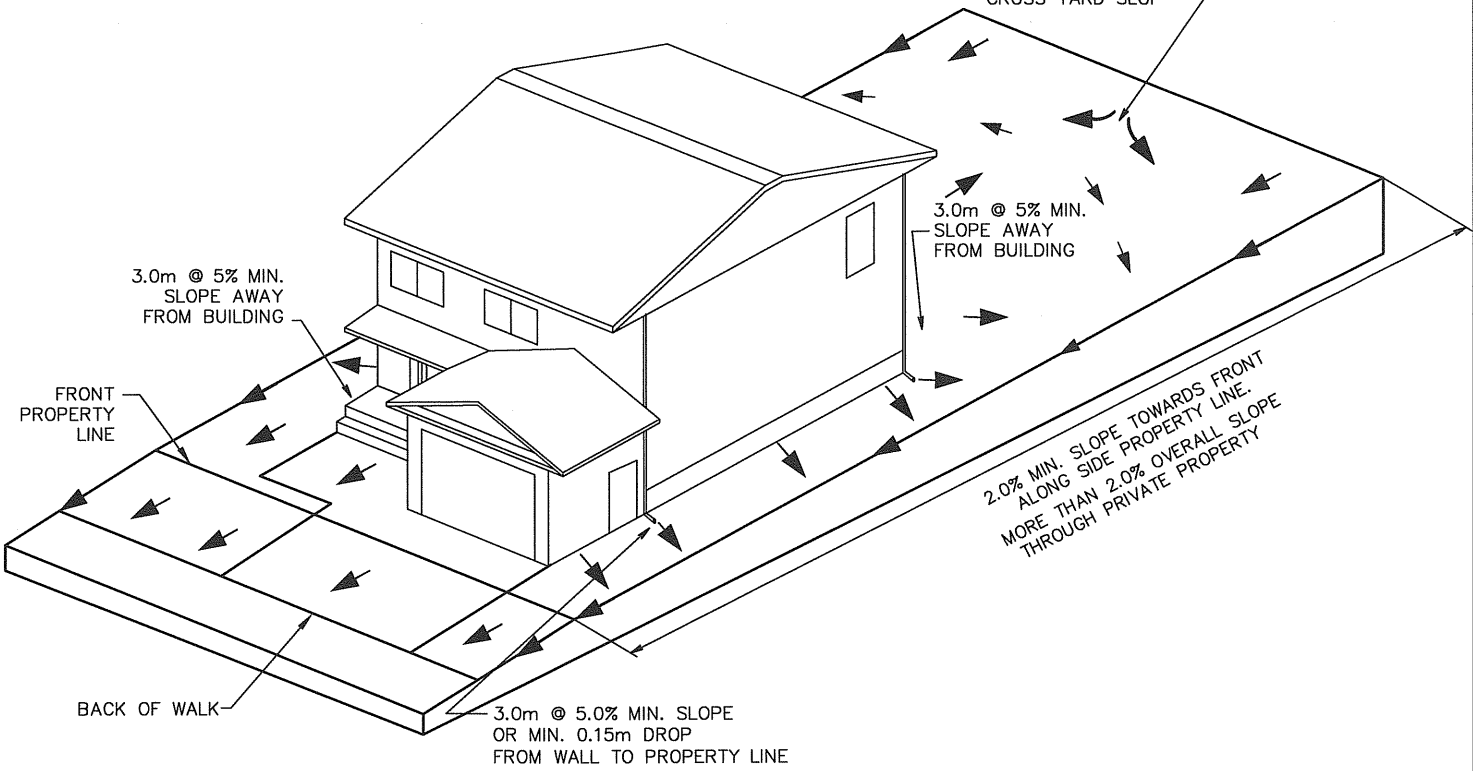 CROSS YARD SLOP
3.0m @ 5% MIN.
SLOPE AWAY
FROM BUILDING
3.0m @ 5% MIN.
SLOPE AWAY
FROM BUILDING
FRONT
PROPERTY
LINE
2.0% MIN. SLOPE TOWARDS FRONT
ALONG SIDE PROPERTY LINE.
MORE THAN 2.0% OVERALL SLOPE
THROUGH PRIVATE PROPERTY
BACK OF WALK
3.0m @ 5.0% MIN. SLOPE
OR MIN. 0.15m DROP
FROM WALL TO PROPERTY LINE